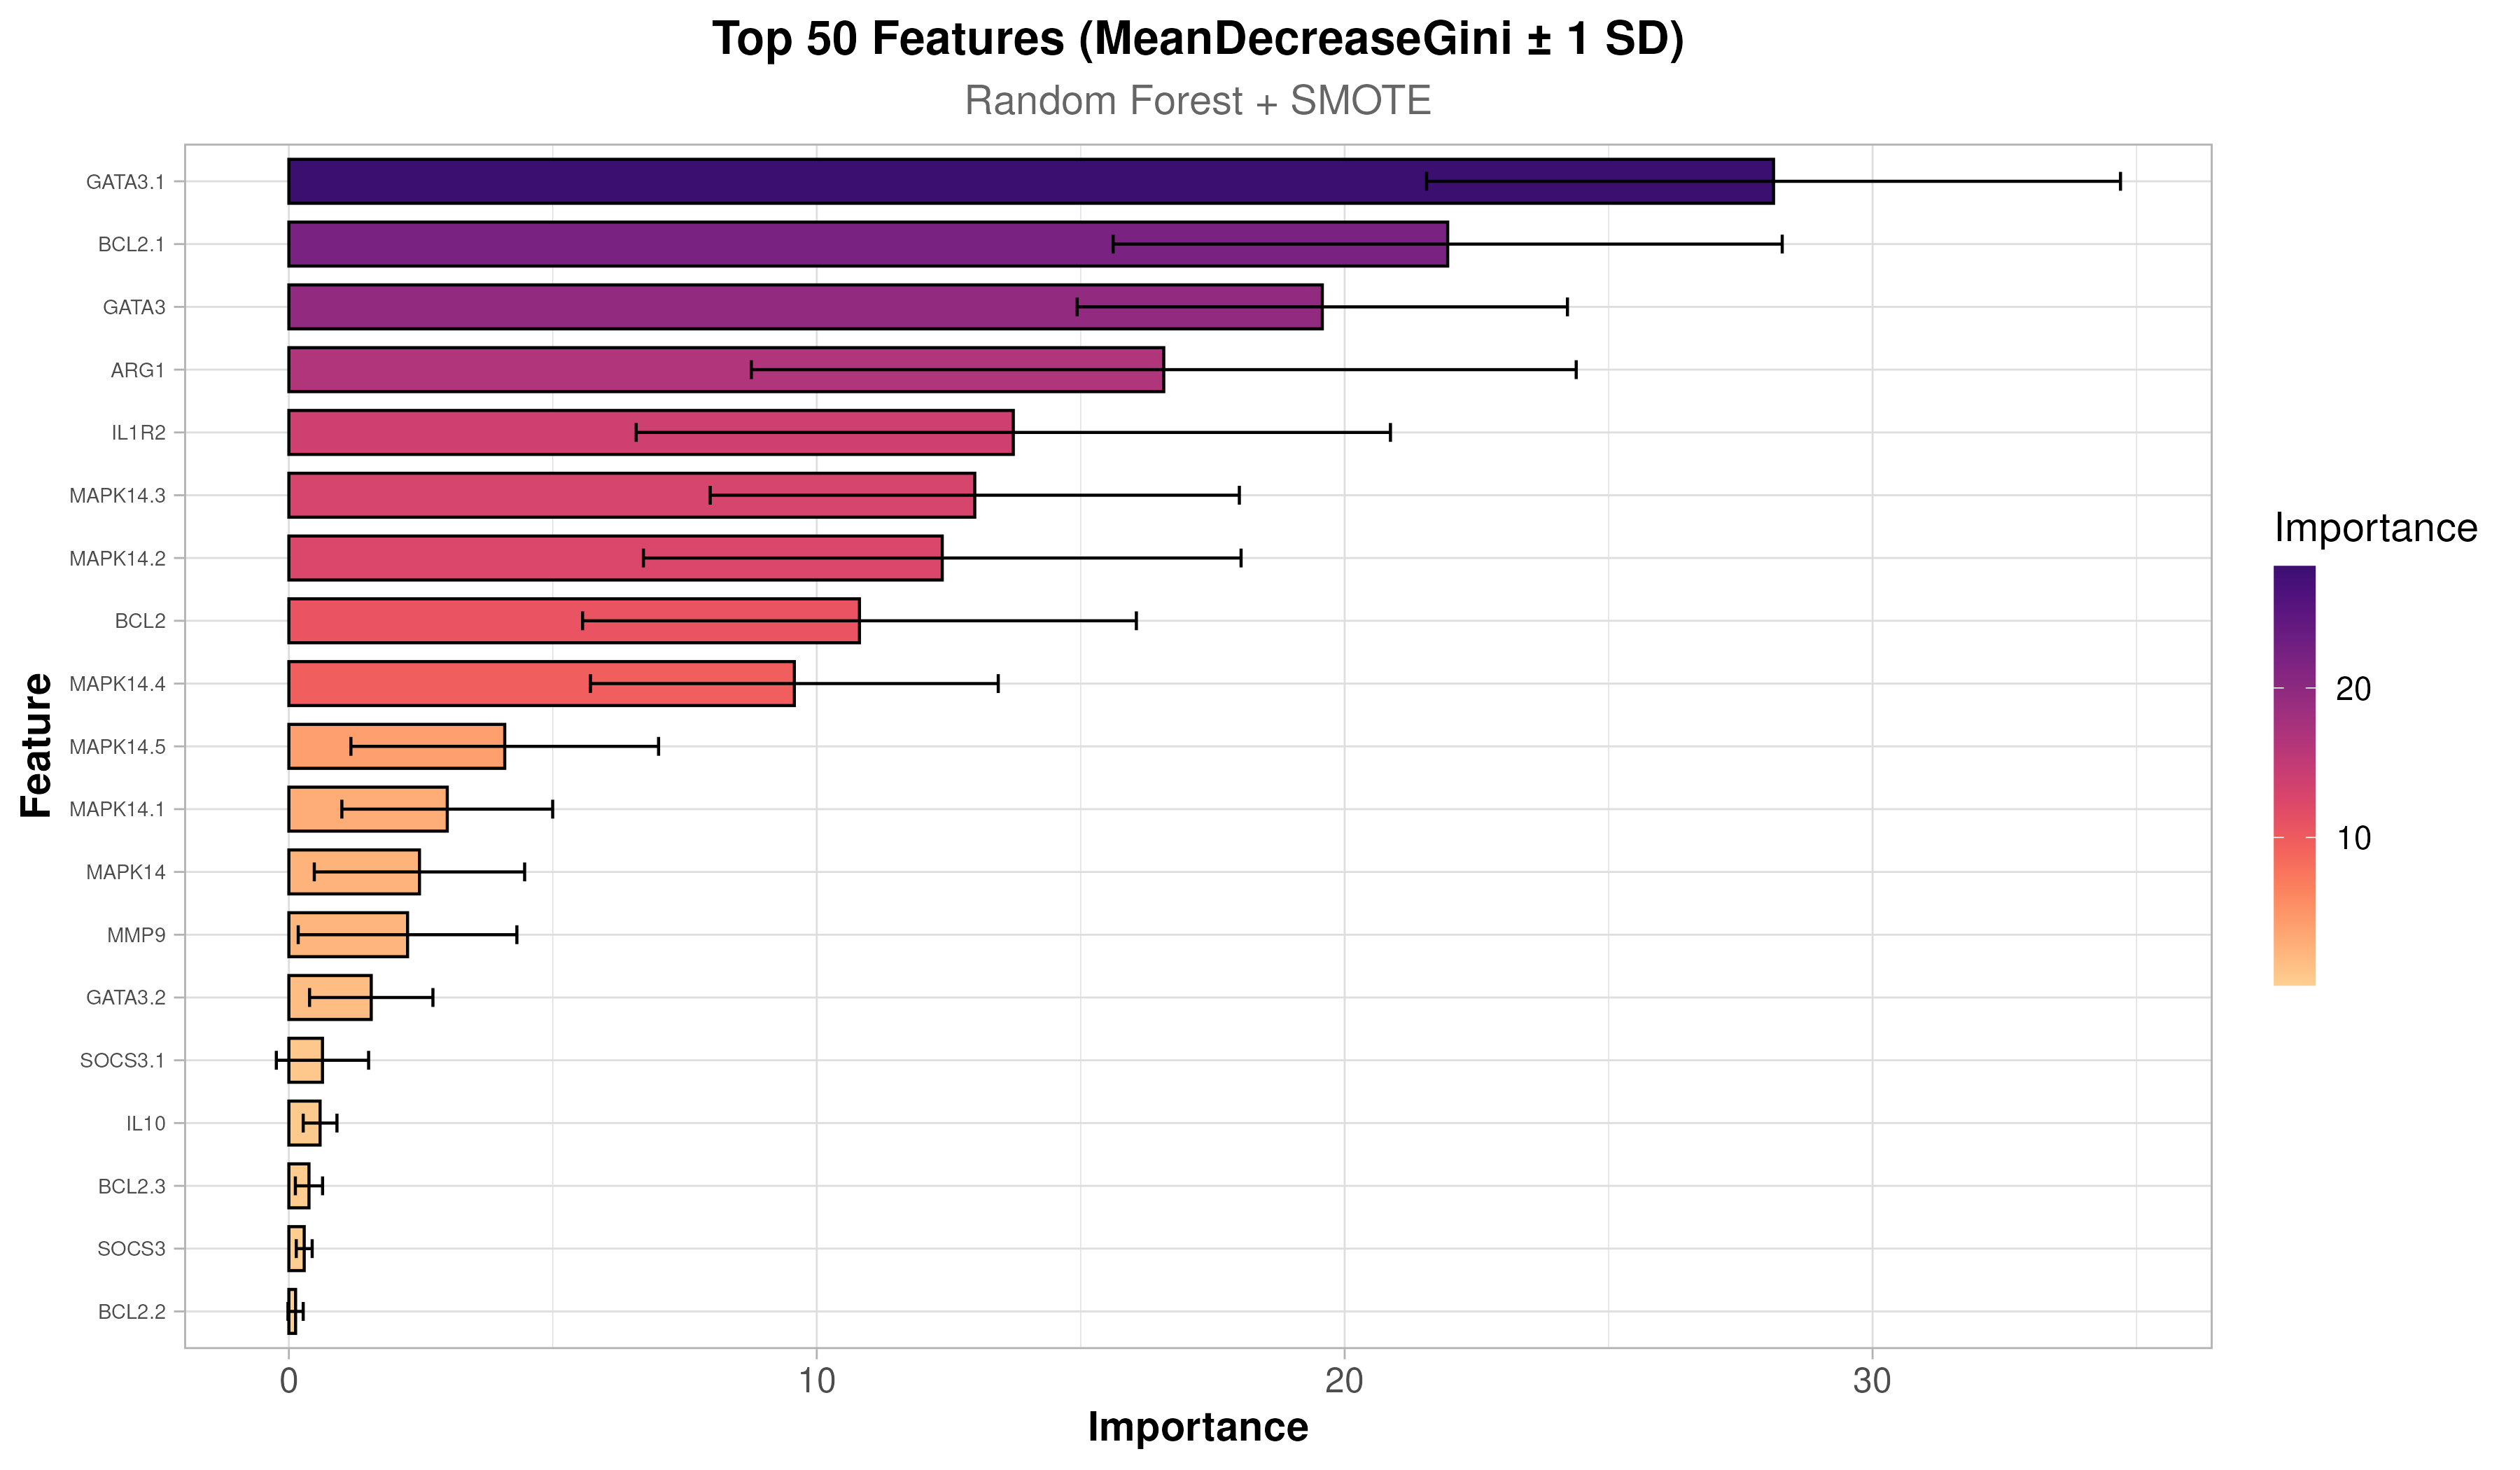 Top 50 Features (MeanDecreaseGini ± 1 SD)
Random Forest + SMOTE
Feature
GATA3.1
BCL2.1
GATA3
ARG1
IL1R2
MAPK14.3
MAPK14.2
BCL2
MAPK14.4
MAPK14.5
MAPK14.1
MAPK14
MMP9
GATA3.2
SOCS3.1
IL10
BCL2.3
SOCS3
BCL2.2
0 10 20 30
Importance
Importance
20
10